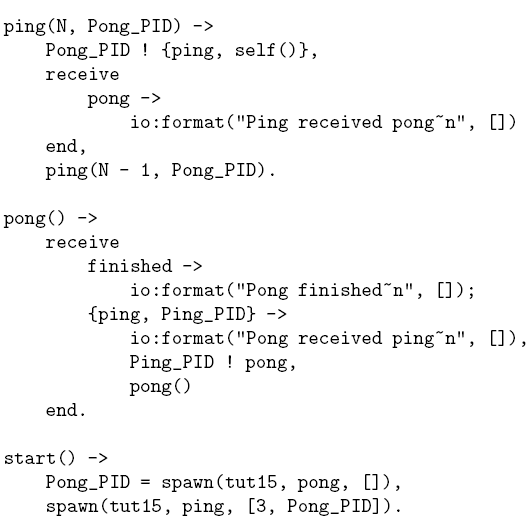 ping(N, Pong_PID) ->
    Pong_PID ! {ping, self()},
    receive
        pong ->
            io:format("Ping received pong~n", [])
    end,
    ping(N - 1, Pong_PID).

pong() ->
    receive
        finished ->
            io:format("Pong finished~n", []);
        {ping, Ping_PID} ->
            io:format("Pong received ping~n", []),
            Ping_PID ! pong,
            pong()
    end.

start() ->
    Pong_PID = spawn(tut15, pong, []),
    spawn(tut15, ping, [3, Pong_PID]).